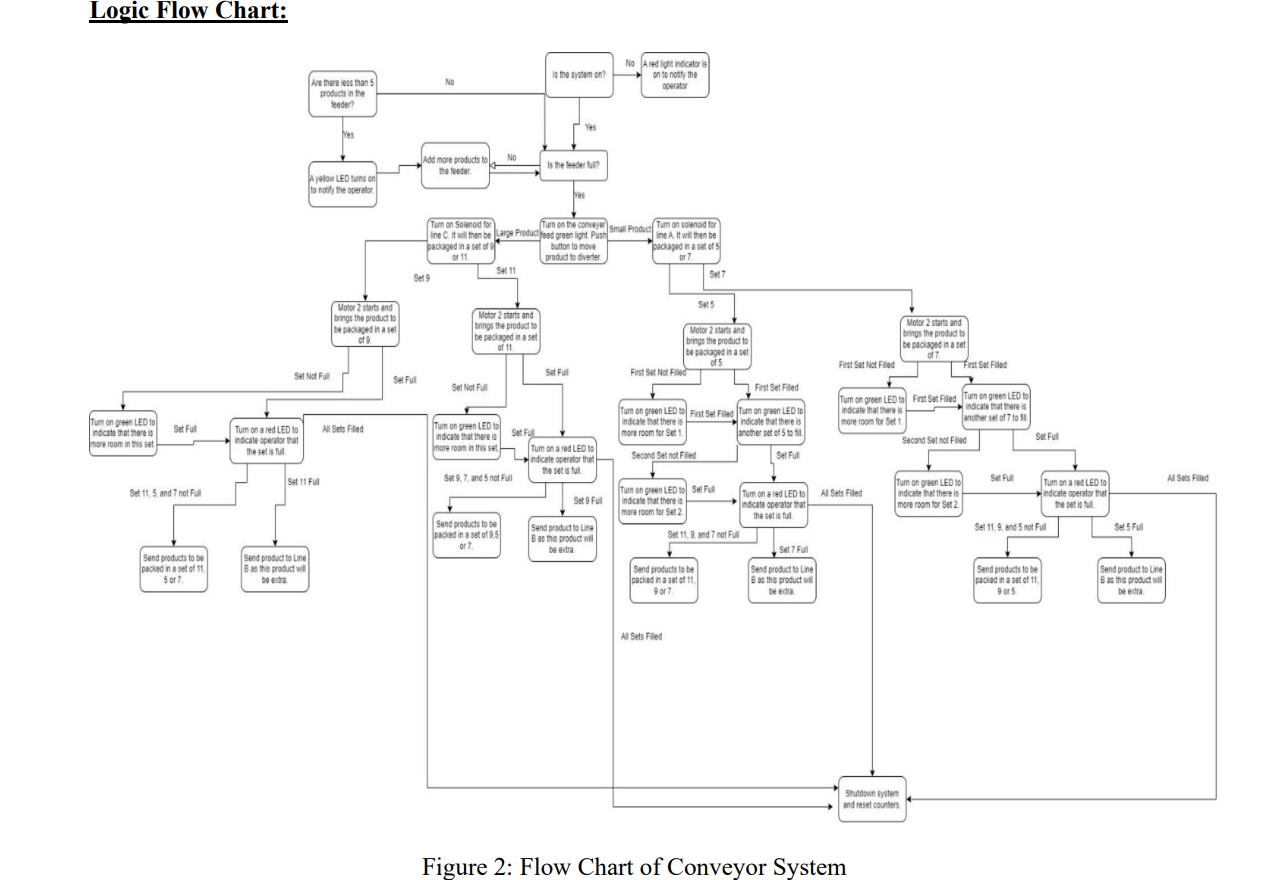 Logic Flow Chart:
Is the system on?
No
A red light indicator is
on to notify the
operator
Are there less than 5
products in the
feeder?
No
Yes
Yes
A yellow LED turns on
to notify the operator.
Add more products to
the feeder.
No
Is the feeder full?
Yes
Turn on Solenoid for
line C. It will then be
packaged in a set of 9
or 11.
Large Product
Turn on the conveyer
feed green light. Push
button to move
product to diverter.
Small Product
Turn on solenoid for
line A. It will then be
packaged in a set of 5
or 7.
Set 9
Set 11
Set 5
Set 7
Motor 2 starts and
brings the product to
be packaged in a set
of 9.
Motor 2 starts and
brings the product to
be packaged in a set
of 11.
Motor 2 starts and
brings the product to
be packaged in a set
of 5.
Motor 2 starts and
brings the product to
be packaged in a set
of 7.
Set Not Full
Set Full
Set Not Full
Set Full
First Set Not Filled
First Set Filled
First Set Not Filled
First Set Filled
Turn on green LED to
indicate that there is
more room in this set.
Set Full
Turn on a red LED to
indicate operator that
the set is full.
All Sets Filled
Turn on green LED to
indicate that there is
more room in this set.
Set Full
Turn on a red LED to
indicate operator that
the set is full.
Turn on green LED to
indicate that there is
more room for Set 1.
First Set Filled
Turn on green LED to
indicate that there is
another set of 5 to fill.
Turn on green LED to
indicate that there is
more room for Set 1.
First Set Filled
Turn on green LED to
indicate that there is
another set of 7 to fill.
Second Set not Filled
Set Full
Second Set not Filled
Set Full
Set 11, 5, and 7 not Full
Set 11 Full
Set 9, 7, and 5 not Full
Set 9 Full
Turn on green LED to
indicate that there is
more room for Set 2.
Set Full
Turn on a red LED to
indicate operator that
the set is full.
All Sets Filled
Turn on green LED to
indicate that there is
more room for Set 2.
Set Full
Turn on a red LED to
indicate operator that
the set is full.
All Sets Filled
Send products to be
packed in a set of 11,
5 or 7.
Send product to Line
B as this product will
be extra.
Send products to be
packed in a set of 9,5
or 7.
Send product to Line
B as this product will
be extra.
Set 11, 9, and 7 not Full
Set 7 Full
Set 11, 9, and 5 not Full
Set 5 Full
Send products to be
packed in a set of 11,
9 or 7.
Send product to Line
B as this product will
be extra.
Send products to be
packed in a set of 11,
9 or 5.
Send product to Line
B as this product will
be extra.
All Sets Filled
Shutdown system
and reset counters.
Figure 2: Flow Chart of Conveyor System